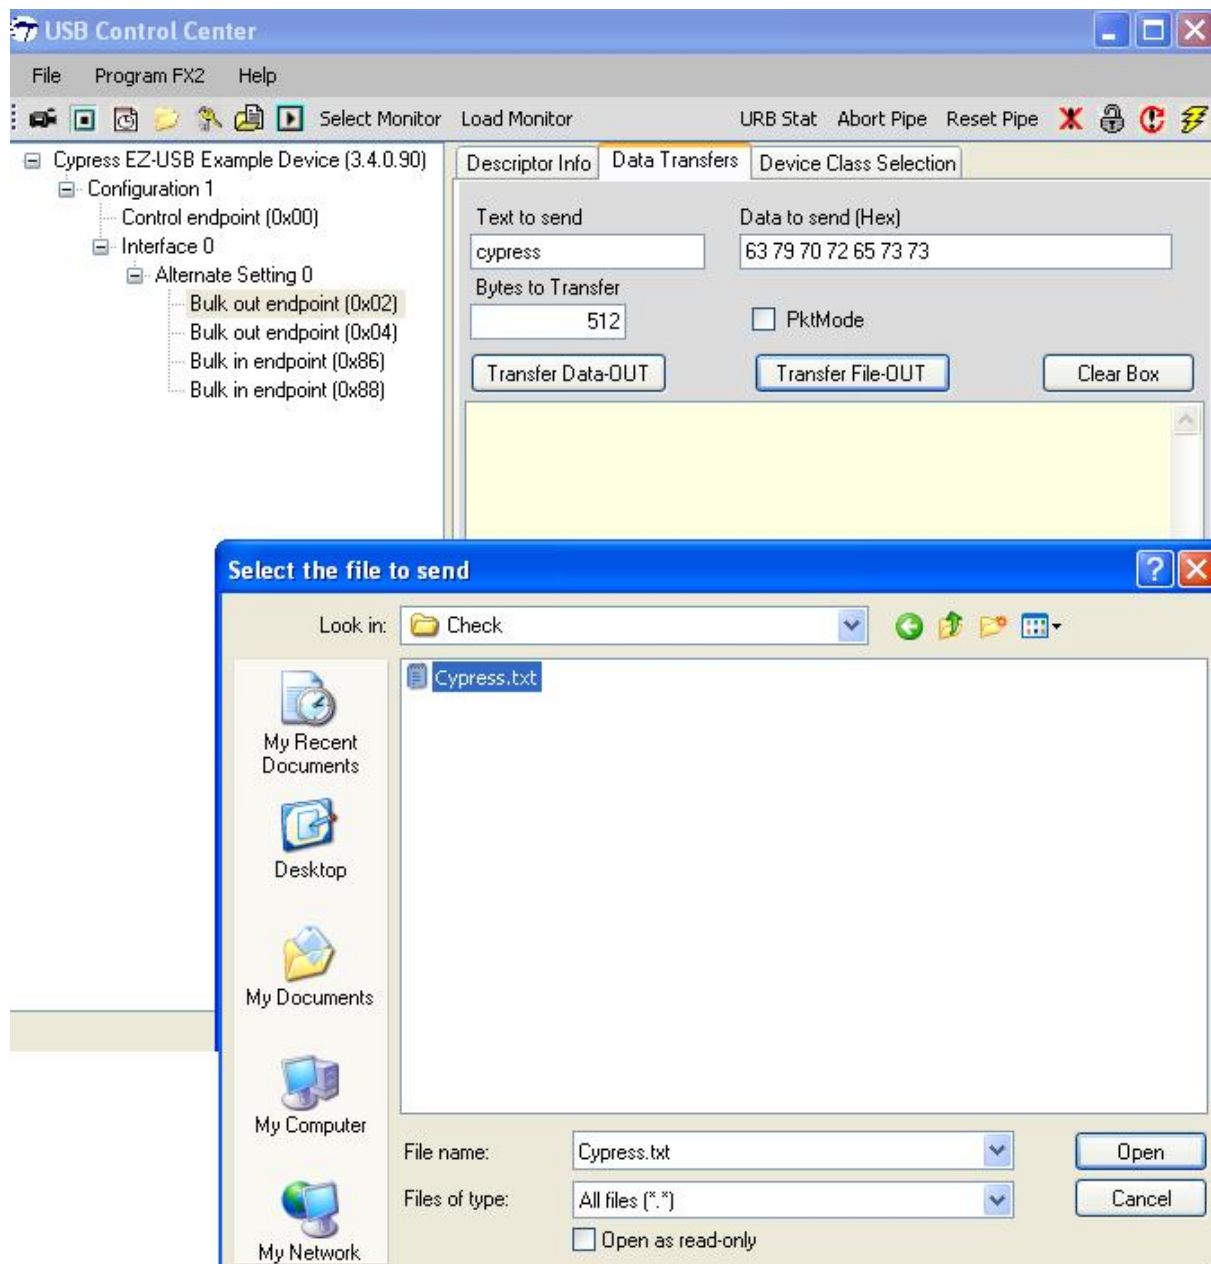 USB Control Center
File Program FX2 Help
Select Monitor Load Monitor URB Stat Abort Pipe Reset Pipe
Cypress EZ-USB Example Device (3.4.0.90)
Configuration 1
Control endpoint (0x00)
Interface 0
Alternate Setting 0
Bulk out endpoint (0x02)
Bulk out endpoint (0x04)
Bulk in endpoint (0x86)
Bulk in endpoint (0x88)
Descriptor Info Data Transfers Device Class Selection
Text to send Data to send (Hex)
cypress 63 79 70 72 65 73 73
Bytes to Transfer
512 PktMode
Transfer Data-OUT Transfer File-OUT Clear Box
Select the file to send
Look in: Check
Cypress.txt
My Recent
Documents
Desktop
My Documents
My Computer
My Network
File name: Cypress.txt Open
Files of type: All files (*.*) Cancel
Open as read-only